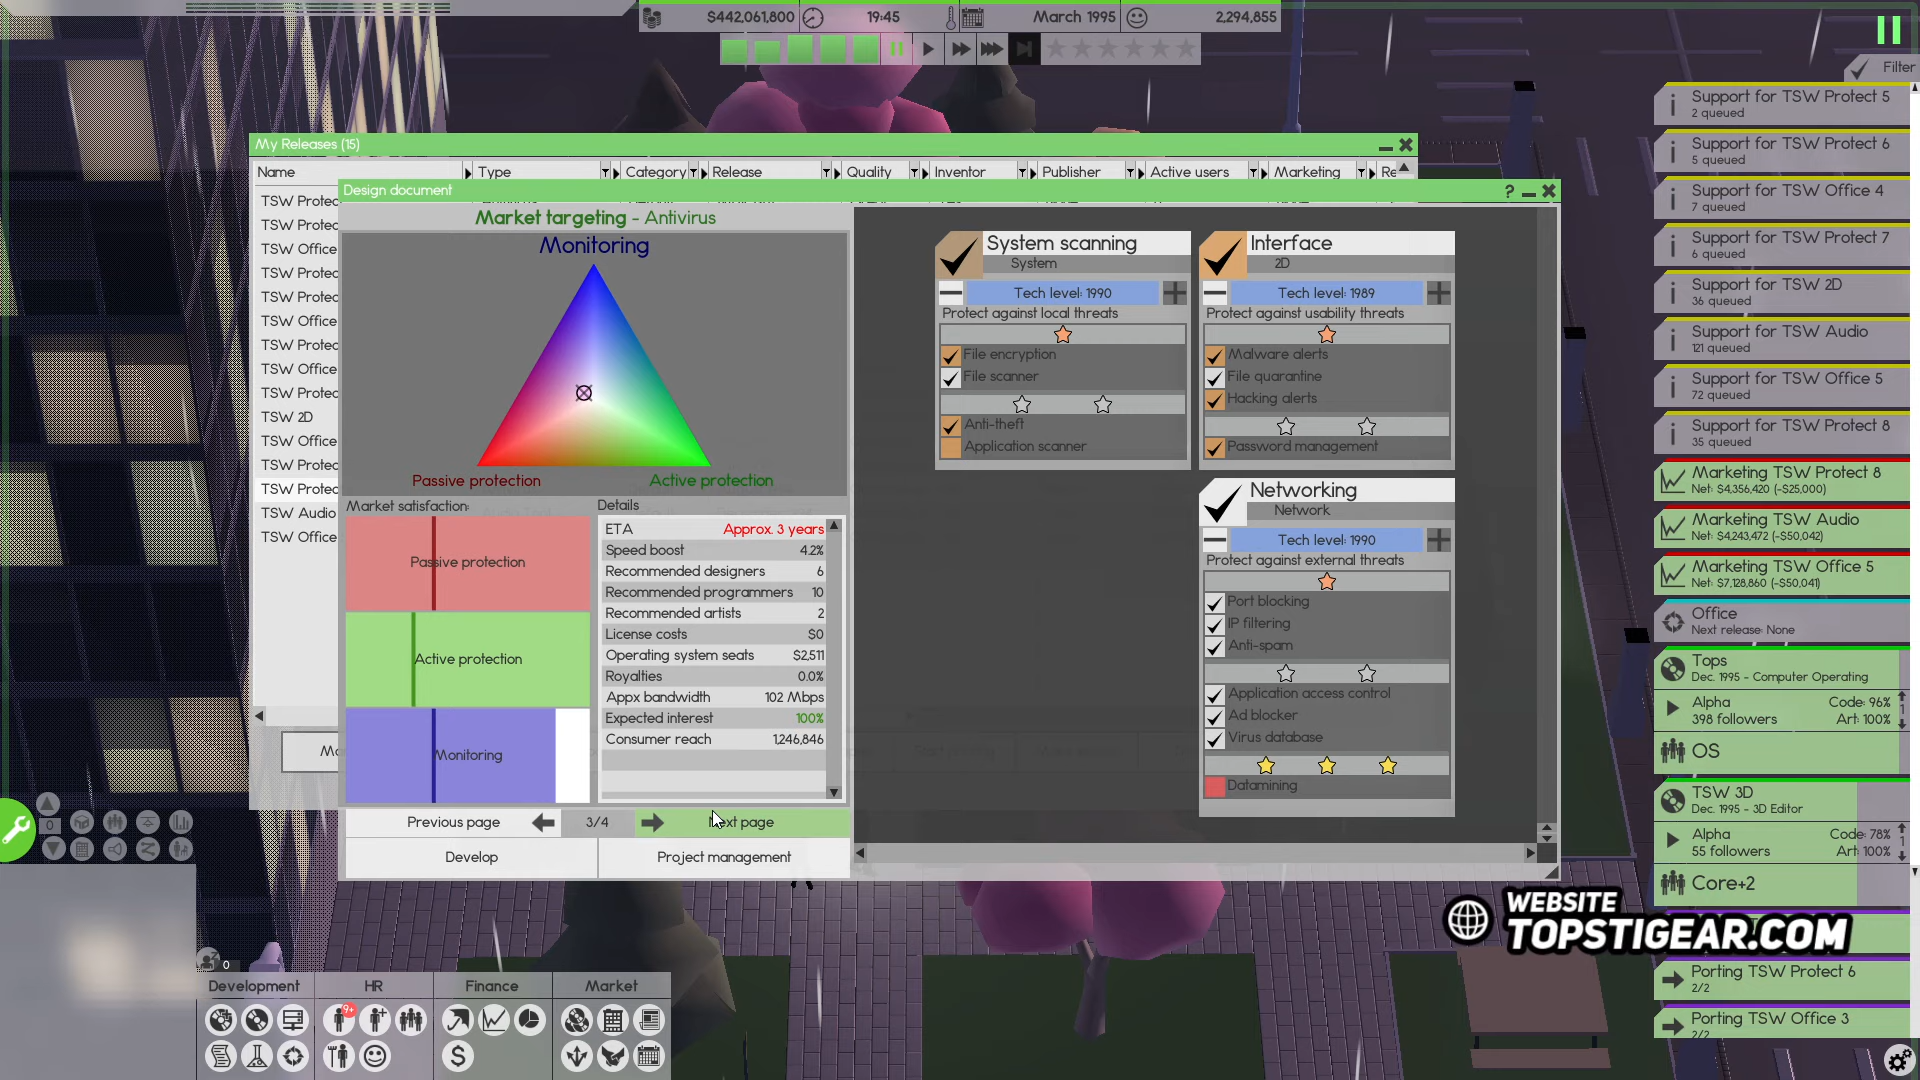 $442,061,800
19:45
March 1995
2,294,855
Filter
My Releases (15)
Name
Type
Category
Release
Quality
Inventor
Publisher
Active users
Marketing
Re
TSW Protec
TSW Protec
TSW Office
TSW Protec
TSW Protec
TSW Office
TSW Protec
TSW Office
TSW Protec
TSW 2D
TSW Office
TSW Protec
TSW Protec
TSW Audio
TSW Office
Design document
?
Market targeting - Antivirus
Monitoring
Passive protection
Active protection
Market satisfaction:
Passive protection
Active protection
Monitoring
Details
ETA Approx. 3 years
Speed boost 4.2%
Recommended designers 6
Recommended programmers 10
Recommended artists 2
License costs $0
Operating system seats $2,511
Royalties 0.0%
Appx bandwidth 102 Mbps
Expected interest 100%
Consumer reach 1,246,846
Previous page
3/4
Next page
Develop
Project management
System scanning
System
Tech level: 1990
Protect against local threats
File encryption
File scanner
Anti-theft
Application scanner
Interface
2D
Tech level: 1989
Protect against usability threats
Malware alerts
File quarantine
Hacking alerts
Password management
Networking
Network
Tech level: 1990
Protect against external threats
Port blocking
IP filtering
Anti-spam
Application access control
Ad blocker
Virus database
Datamining
Support for TSW Protect 5
2 queued
Support for TSW Protect 6
5 queued
Support for TSW Office 4
7 queued
Support for TSW Protect 7
6 queued
Support for TSW 2D
36 queued
Support for TSW Audio
121 queued
Support for TSW Office 5
72 queued
Support for TSW Protect 8
35 queued
Marketing TSW Protect 8
Net: $4,356,420 (-$25,000)
Marketing TSW Audio
Net: $4,243,472 (-$50,042)
Marketing TSW Office 5
Net: $7,128,860 (-$50,041)
Office
Next release: None
Tops
Dec. 1995 - Computer Operating
Alpha
398 followers
Code: 96%
Art: 100%
1
OS
TSW 3D
Dec. 1995 - 3D Editor
Alpha
55 followers
Code: 78%
Art: 100%
1
Core+2
WEBSITE
TOPSTIGEAR.COM
Porting TSW Protect 6
2/2
Porting TSW Office 3
2/2
0
0
Development
HR
Finance
Market
9+